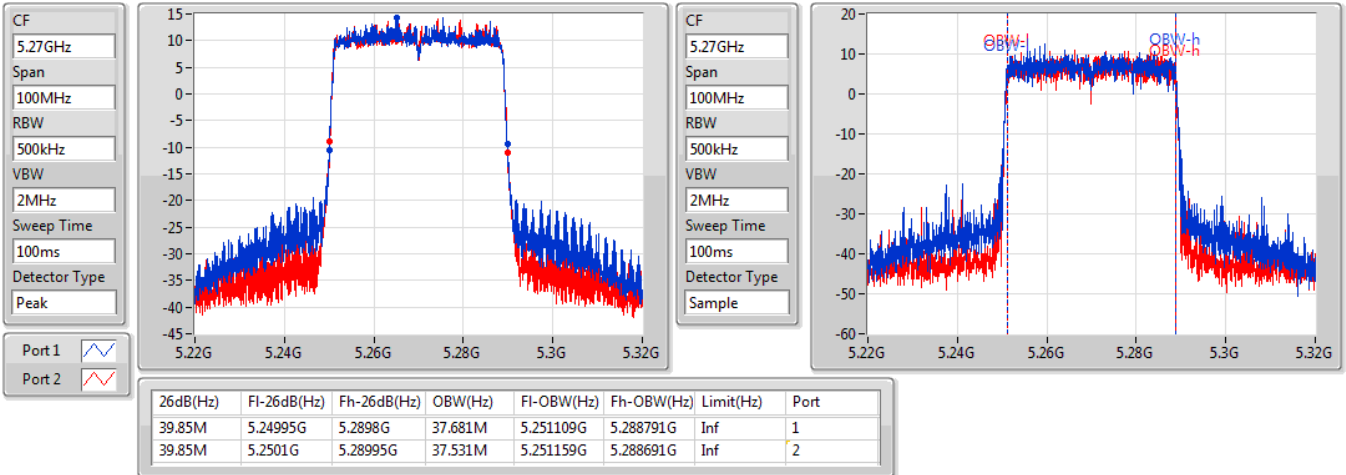 CF
5.27GHz
Span
100MHz
RBW
500kHz
VBW
2MHz
Sweep Time
100ms
Detector Type
Peak
Port 1
Port 2
15
10
5
0
-5
-10
-15
-20
-25
-30
-35
-40
-45
5.22G 5.24G 5.26G 5.28G 5.3G 5.32G
CF
5.27GHz
Span
100MHz
RBW
500kHz
VBW
2MHz
Sweep Time
100ms
Detector Type
Sample
20
10
0
-10
-20
-30
-40
-50
-60
OBW-l
OBW-l
OBW-h
OBW-h
5.22G 5.24G 5.26G 5.28G 5.3G 5.32G
26dB(Hz) Fl-26dB(Hz) Fh-26dB(Hz) OBW(Hz) Fl-OBW(Hz) Fh-OBW(Hz) Limit(Hz) Port
39.85M 5.24995G 5.2898G 37.681M 5.251109G 5.288791G Inf 1
39.85M 5.2501G 5.28995G 37.531M 5.251159G 5.288691G Inf 2